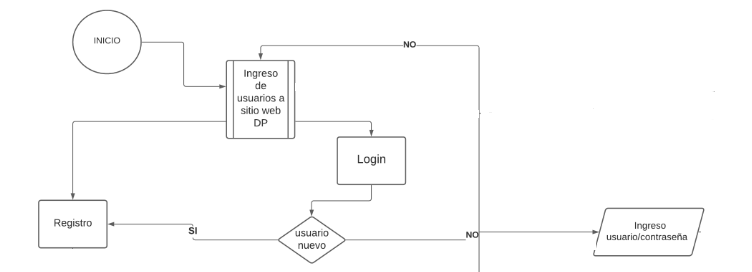 INICIO
NO
Ingreso
de
usuarios a
sitio web
DP
Login
Registro
SI
usuario
nuevo
NO
Ingreso
usuario/contraseña